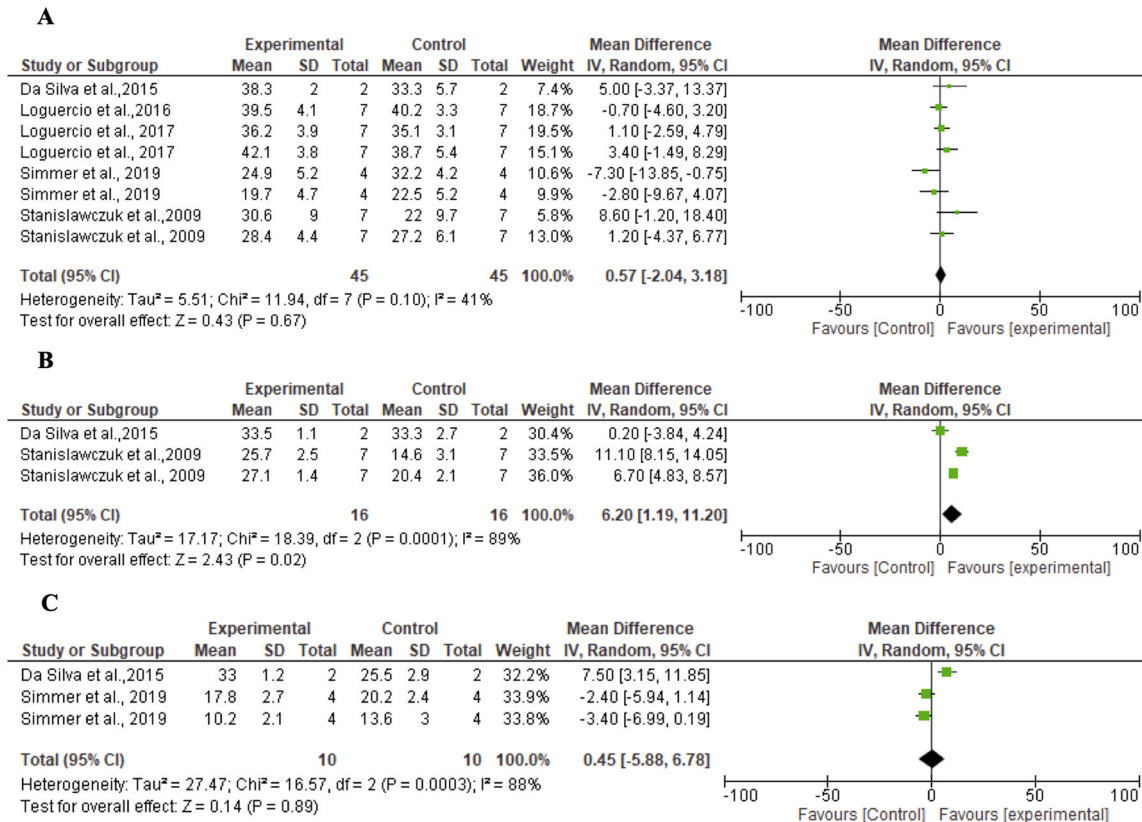 A
Experimental Control Mean Difference Mean Difference
Study or Subgroup Mean SD Total Mean SD Total Weight IV, Random, 95% CI IV, Random, 95% CI
Da Silva et al.,2015 38.3 2 2 33.3 5.7 2 7.4% 5.00 [-3.37, 13.37]
Loguercio et al.,2016 39.5 4.1 7 40.2 3.3 7 18.7% -0.70 [-4.60, 3.20]
Loguercio et al., 2017 36.2 3.9 7 35.1 3.1 7 19.5% 1.10 [-2.59, 4.79]
Loguercio et al., 2017 42.1 3.8 7 38.7 5.4 7 15.1% 3.40 [-1.49, 8.29]
Simmer et al., 2019 24.9 5.2 4 32.2 4.2 4 10.6% -7.30 [-13.85, -0.75]
Simmer et al., 2019 19.7 4.7 4 22.5 5.2 4 9.9% -2.80 [-9.67, 4.07]
Stanislawczuk et al.,2009 30.6 9 7 22 9.7 7 5.8% 8.60 [-1.20, 18.40]
Stanislawczuk et al., 2009 28.4 4.4 7 27.2 6.1 7 13.0% 1.20 [-4.37, 6.77]
Total (95% CI) 45 45 100.0% 0.57 [-2.04, 3.18]
Heterogeneity: Tau² = 5.51; Chi² = 11.94, df = 7 (P = 0.10); I² = 41%
Test for overall effect: Z = 0.43 (P = 0.67)
-100 -50 0 50 100
Favours [Control] Favours [experimental]
B
Experimental Control Mean Difference Mean Difference
Study or Subgroup Mean SD Total Mean SD Total Weight IV, Random, 95% CI IV, Random, 95% CI
Da Silva et al.,2015 33.5 1.1 2 33.3 2.7 2 30.4% 0.20 [-3.84, 4.24]
Stanislawczuk et al.,2009 25.7 2.5 7 14.6 3.1 7 33.5% 11.10 [8.15, 14.05]
Stanislawczuk et al., 2009 27.1 1.4 7 20.4 2.1 7 36.0% 6.70 [4.83, 8.57]
Total (95% CI) 16 16 100.0% 6.20 [1.19, 11.20]
Heterogeneity: Tau² = 17.17; Chi² = 18.39, df = 2 (P = 0.0001); I² = 89%
Test for overall effect: Z = 2.43 (P = 0.02)
-100 -50 0 50 100
Favours [Control] Favours [experimental]
C
Experimental Control Mean Difference Mean Difference
Study or Subgroup Mean SD Total Mean SD Total Weight IV, Random, 95% CI IV, Random, 95% CI
Da Silva et al.,2015 33 1.2 2 25.5 2.9 2 32.2% 7.50 [3.15, 11.85]
Simmer et al., 2019 17.8 2.7 4 20.2 2.4 4 33.9% -2.40 [-5.94, 1.14]
Simmer et al., 2019 10.2 2.1 4 13.6 3 4 33.8% -3.40 [-6.99, 0.19]
Total (95% CI) 10 10 100.0% 0.45 [-5.88, 6.78]
Heterogeneity: Tau² = 27.47; Chi² = 16.57, df = 2 (P = 0.0003); I² = 88%
Test for overall effect: Z = 0.14 (P = 0.89)
-100 -50 0 50 100
Favours [Control] Favours [experimental]